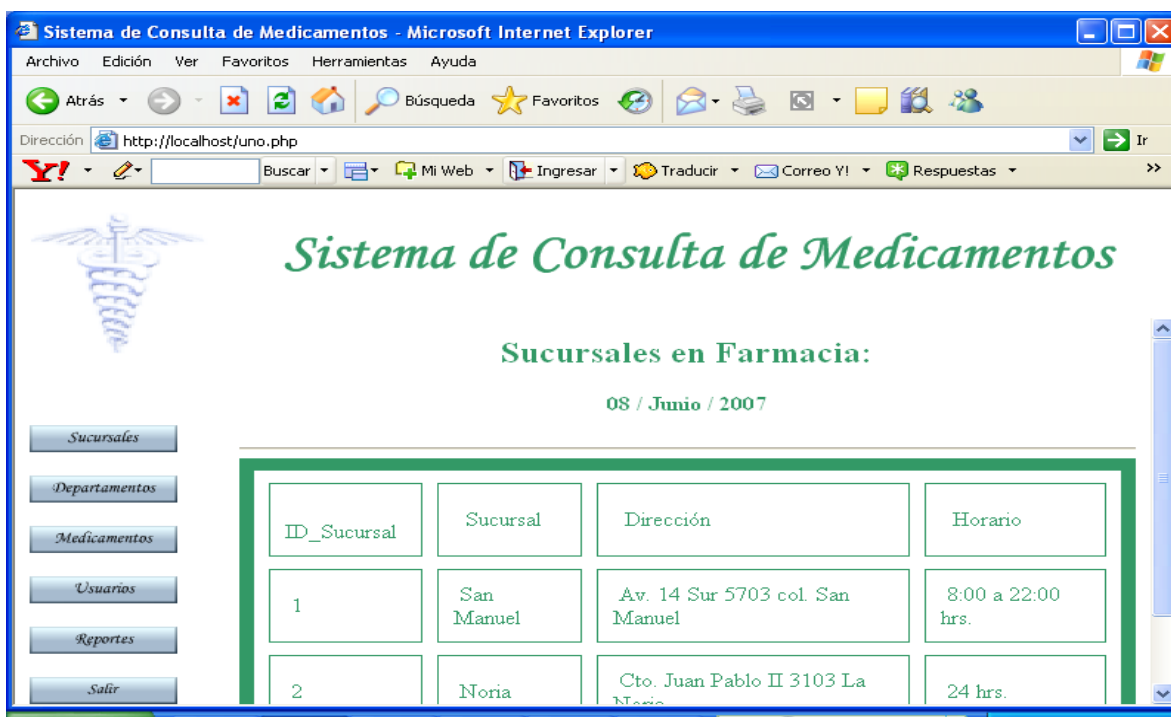 Sistema de Consulta de Medicamentos - Microsoft Internet Explorer
Archivo Edición Ver Favoritos Herramientas Ayuda
Atrás Búsqueda Favoritos
Dirección http://localhost/uno.php Ir
Y! Buscar Mi Web Ingresar Traducir Correo Y! Respuestas >>
Sistema de Consulta de Medicamentos
Sucursales en Farmacia:
08 / Junio / 2007
Sucursales
Departamentos
Medicamentos
Usuarios
Reportes
Salir
ID_Sucursal Sucursal Dirección Horario
1 San Manuel Av. 14 Sur 5703 col. San Manuel 8:00 a 22:00 hrs.
2 Noria Cto. Juan Pablo II 3103 La Noria 24 hrs.